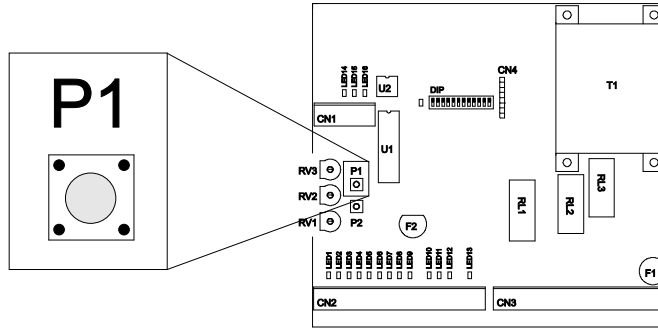 P1
LED14
LED15
LED16
U2
DIP
CN4
T1
CN1
U1
RV3
P1
RV2
RV1
P2
F2
RL1
RL2
RL3
LED1
LED2
LED3
LED4
LED5
LED6
LED7
LED8
LED9
LED10
LED11
LED12
LED13
F1
CN2
CN3